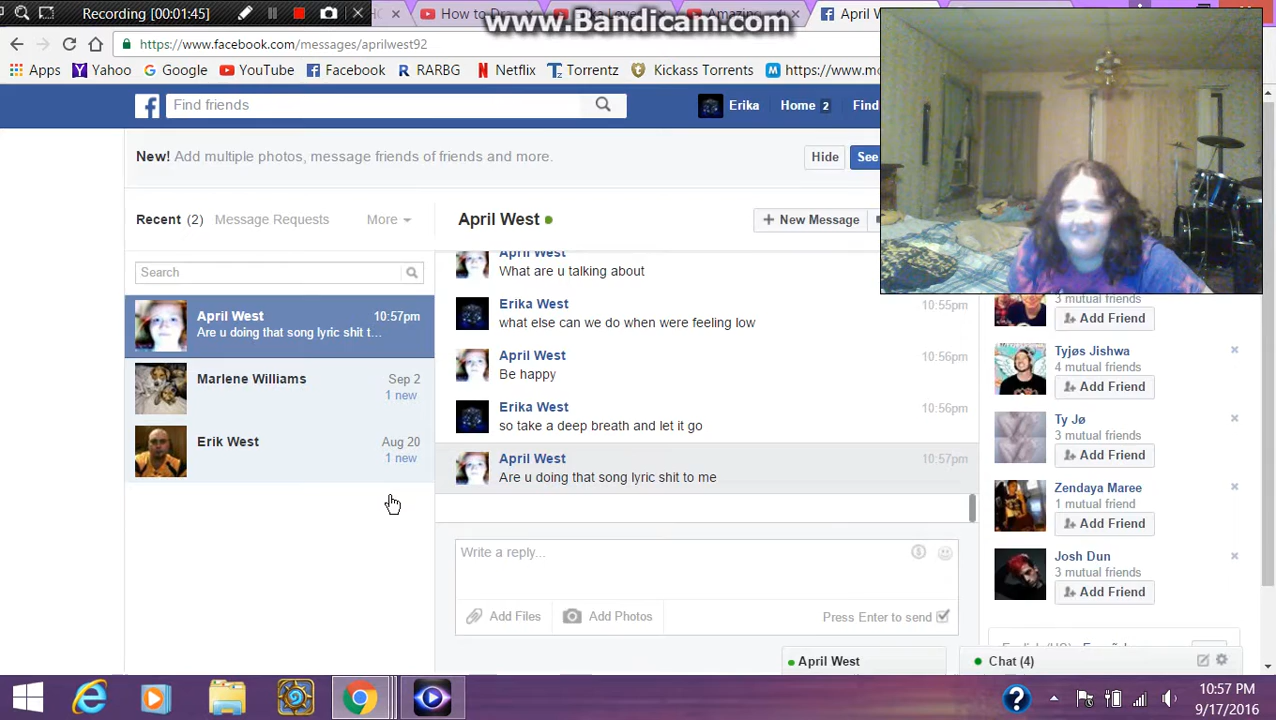 Recording [00:01:45]
How to Dr
www.Bandicam.com
April W
https://www.facebook.com/messages/aprilwest92
Apps Yahoo Google YouTube Facebook RARBG Netflix Torrentz Kickass Torrents
Find friends
Erika Home 2 Find
New! Add multiple photos, message friends of friends and more.
Hide See
Recent (2) Message Requests More
April West
New Message
Search
April West 10:57pm
Are u doing that song lyric shit t...
Marlene Williams Sep 2
1 new
Erik West Aug 20
1 new
April West
What are u talking about
Erika West 10:55pm
what else can we do when were feeling low
April West 10:56pm
Be happy
Erika West 10:56pm
so take a deep breath and let it go
April West 10:57pm
Are u doing that song lyric shit to me
Write a reply...
Add Files Add Photos Press Enter to send
3 mutual friends
Add Friend
Tyjøs Jishwa
4 mutual friends
Add Friend
Ty Jø
3 mutual friends
Add Friend
Zendaya Maree
1 mutual friend
Add Friend
Josh Dun
3 mutual friends
Add Friend
April West
Chat (4)
10:57 PM
9/17/2016